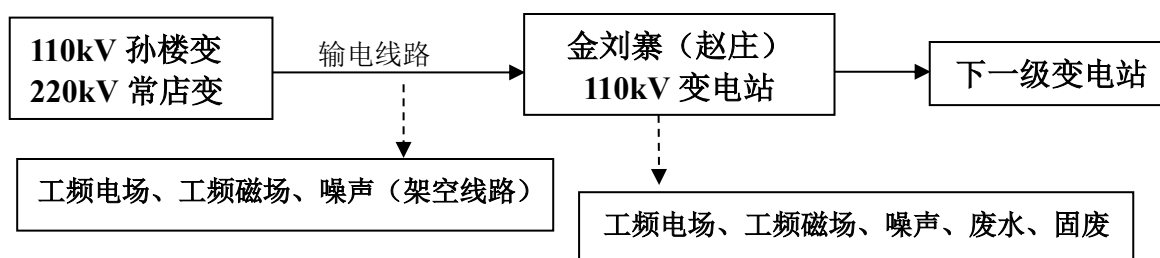 110kV 孙楼变
220kV 常店变
输电线路
金刘寨（赵庄）
110kV 变电站
下一级变电站
工频电场、工频磁场、噪声（架空线路）
工频电场、工频磁场、噪声、废水、固废